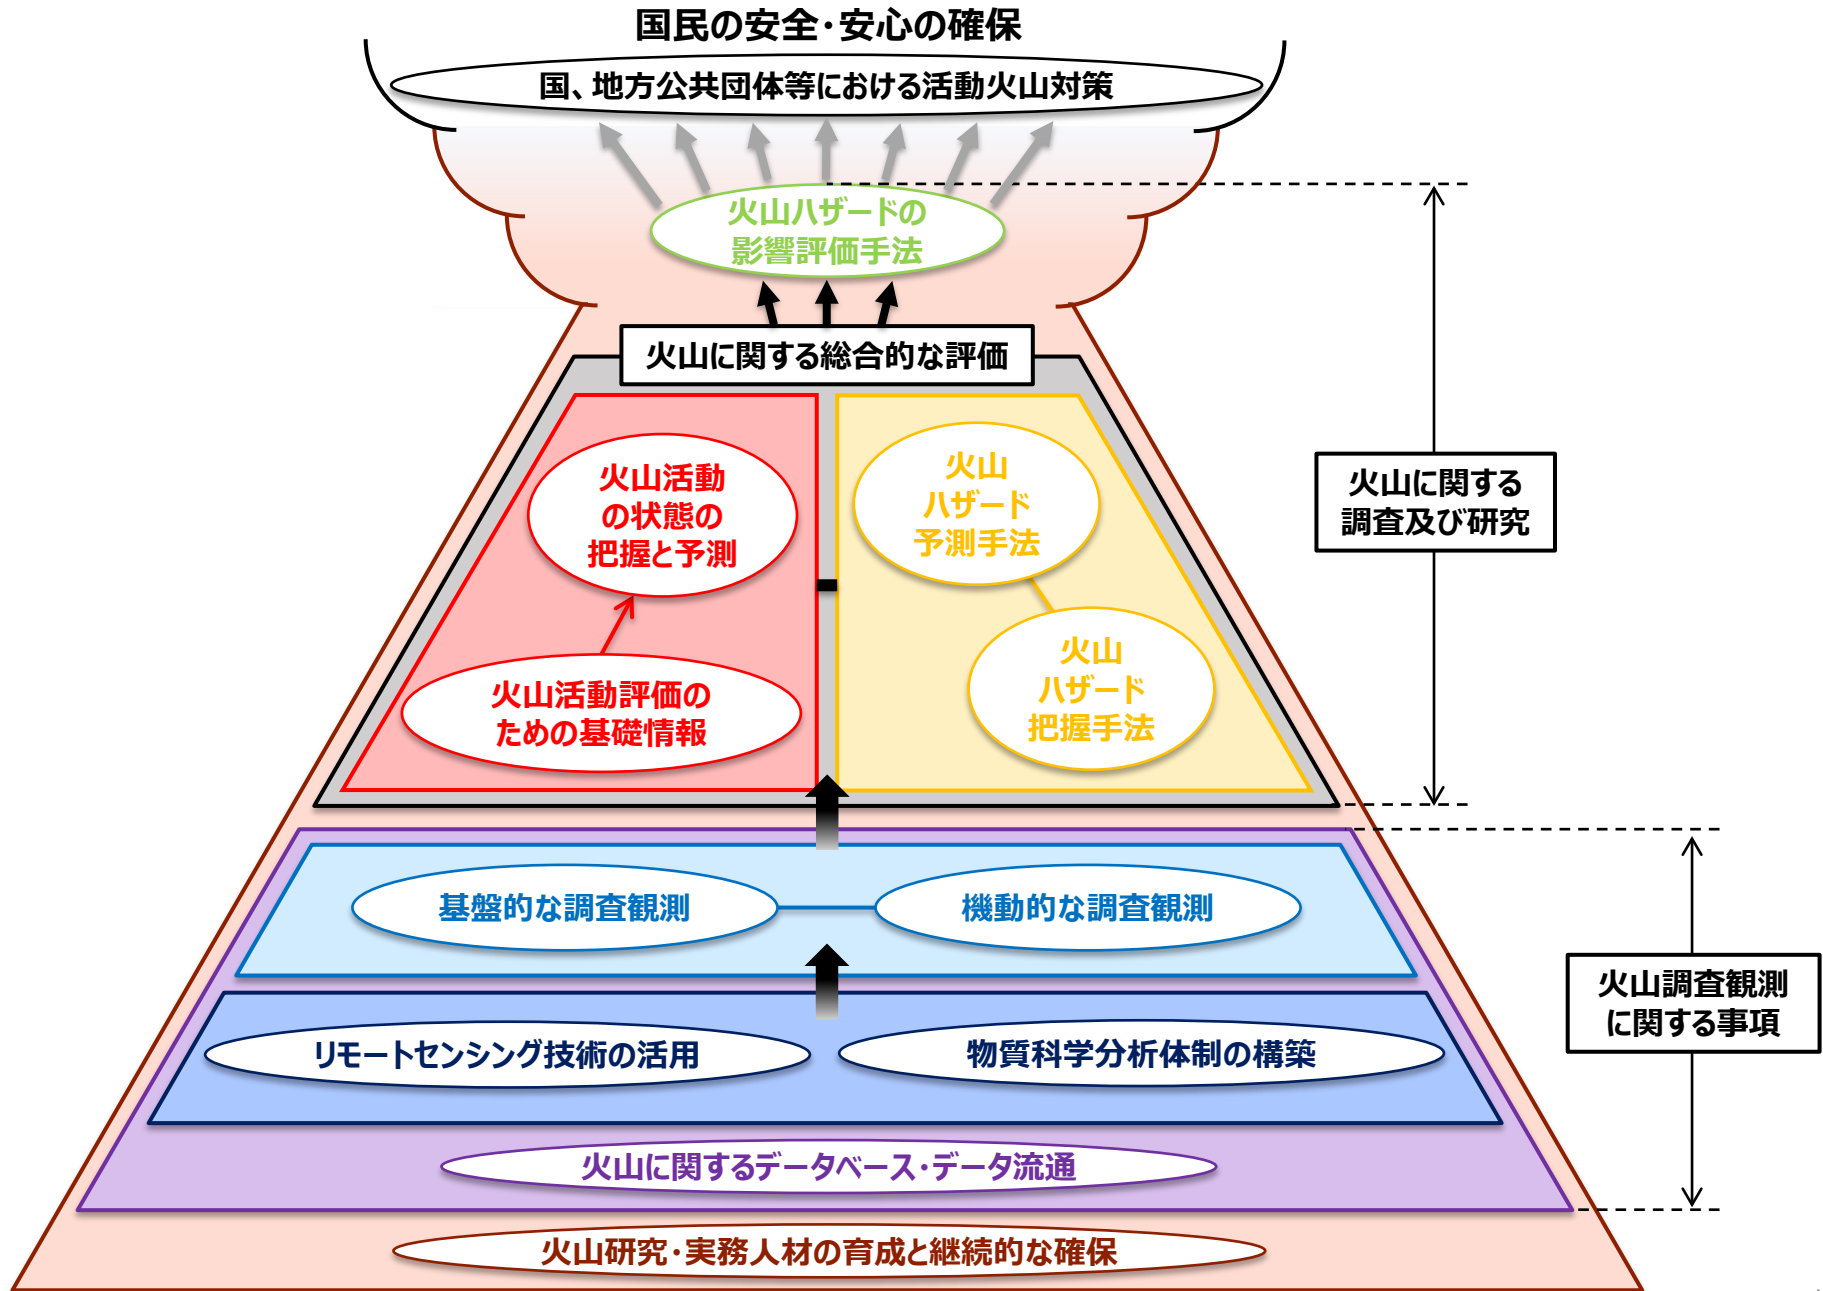 国民の安全・安心の確保
国、地方公共団体等における活動火山対策
火山ハザードの
影響評価手法
火山に関する総合的な評価
火山活動
の状態の
把握と予測
火山
ハザード
予測手法
火山に関する
調査及び研究
火山活動評価の
ための基礎情報
火山
ハザード
把握手法
基盤的な調査観測
機動的な調査観測
火山調査観測
に関する事項
リモートセンシング技術の活用
物質科学分析体制の構築
火山に関するデータベース・データ流通
火山研究・実務人材の育成と継続的な確保